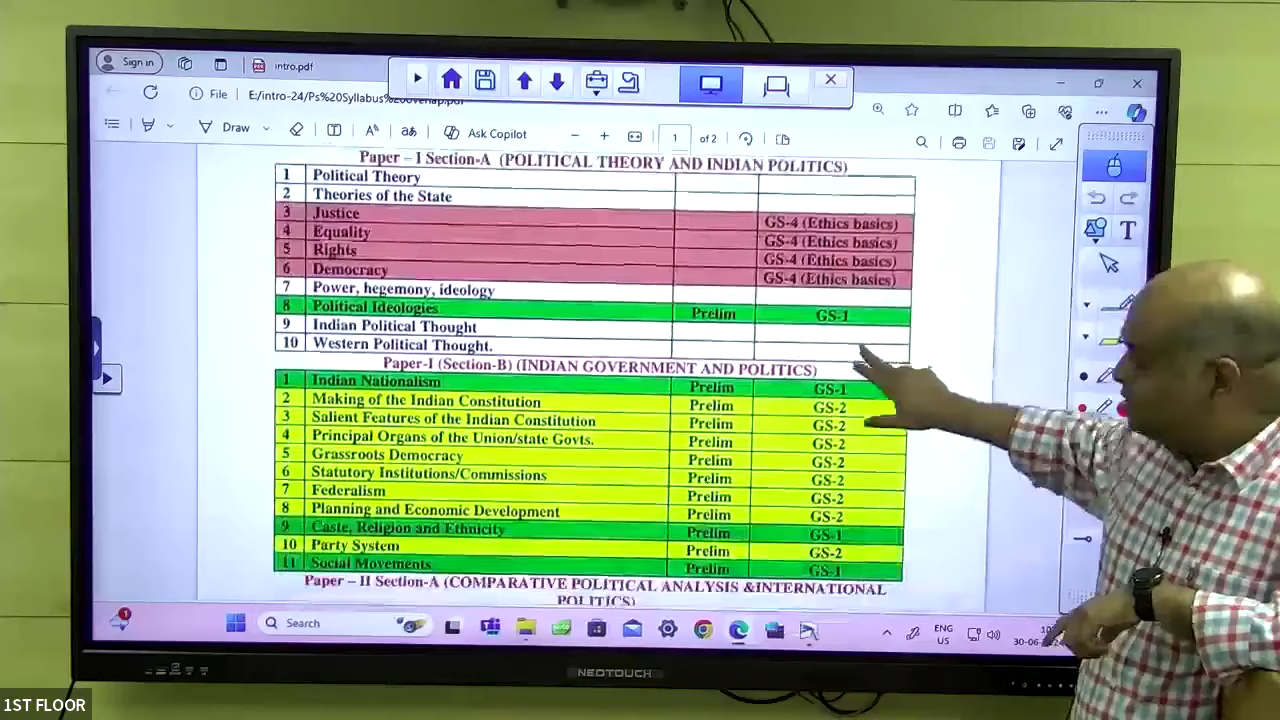 Sign in
intro.pdf
File E:/intro-24/Ps%20Syllabus%20overlap.pdf
Draw
Ask Copilot
1 of 2
Paper – I Section-A (POLITICAL THEORY AND INDIAN POLITICS)
1 Political Theory
2 Theories of the State
3 Justice GS-4 (Ethics basics)
4 Equality GS-4 (Ethics basics)
5 Rights GS-4 (Ethics basics)
6 Democracy GS-4 (Ethics basics)
7 Power, hegemony, ideology
8 Political Ideologies Prelim GS-1
9 Indian Political Thought
10 Western Political Thought.
Paper-I (Section-B) (INDIAN GOVERNMENT AND POLITICS)
1 Indian Nationalism Prelim GS-1
2 Making of the Indian Constitution Prelim GS-2
3 Salient Features of the Indian Constitution Prelim GS-2
4 Principal Organs of the Union/state Govts. Prelim GS-2
5 Grassroots Democracy Prelim GS-2
6 Statutory Institutions/Commissions Prelim GS-2
7 Federalism Prelim GS-2
8 Planning and Economic Development Prelim GS-2
9 Caste, Religion and Ethnicity Prelim GS-1
10 Party System Prelim GS-2
11 Social Movements Prelim GS-1
Paper – II Section-A (COMPARATIVE POLITICAL ANALYSIS &INTERNATIONAL
POLITICS)
Search
ENG
US
30-06-
NEOTOUCH
1ST FLOOR